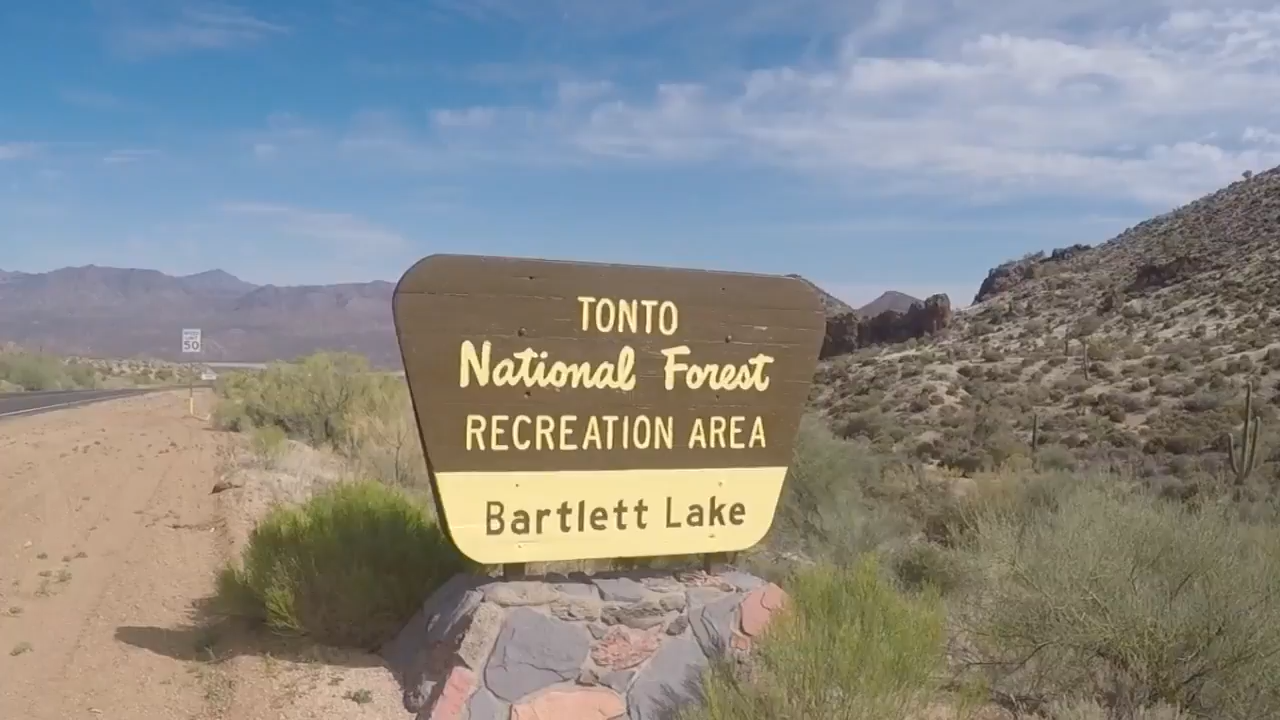 TONTO
National Forest
RECREATION AREA
Bartlett Lake
50